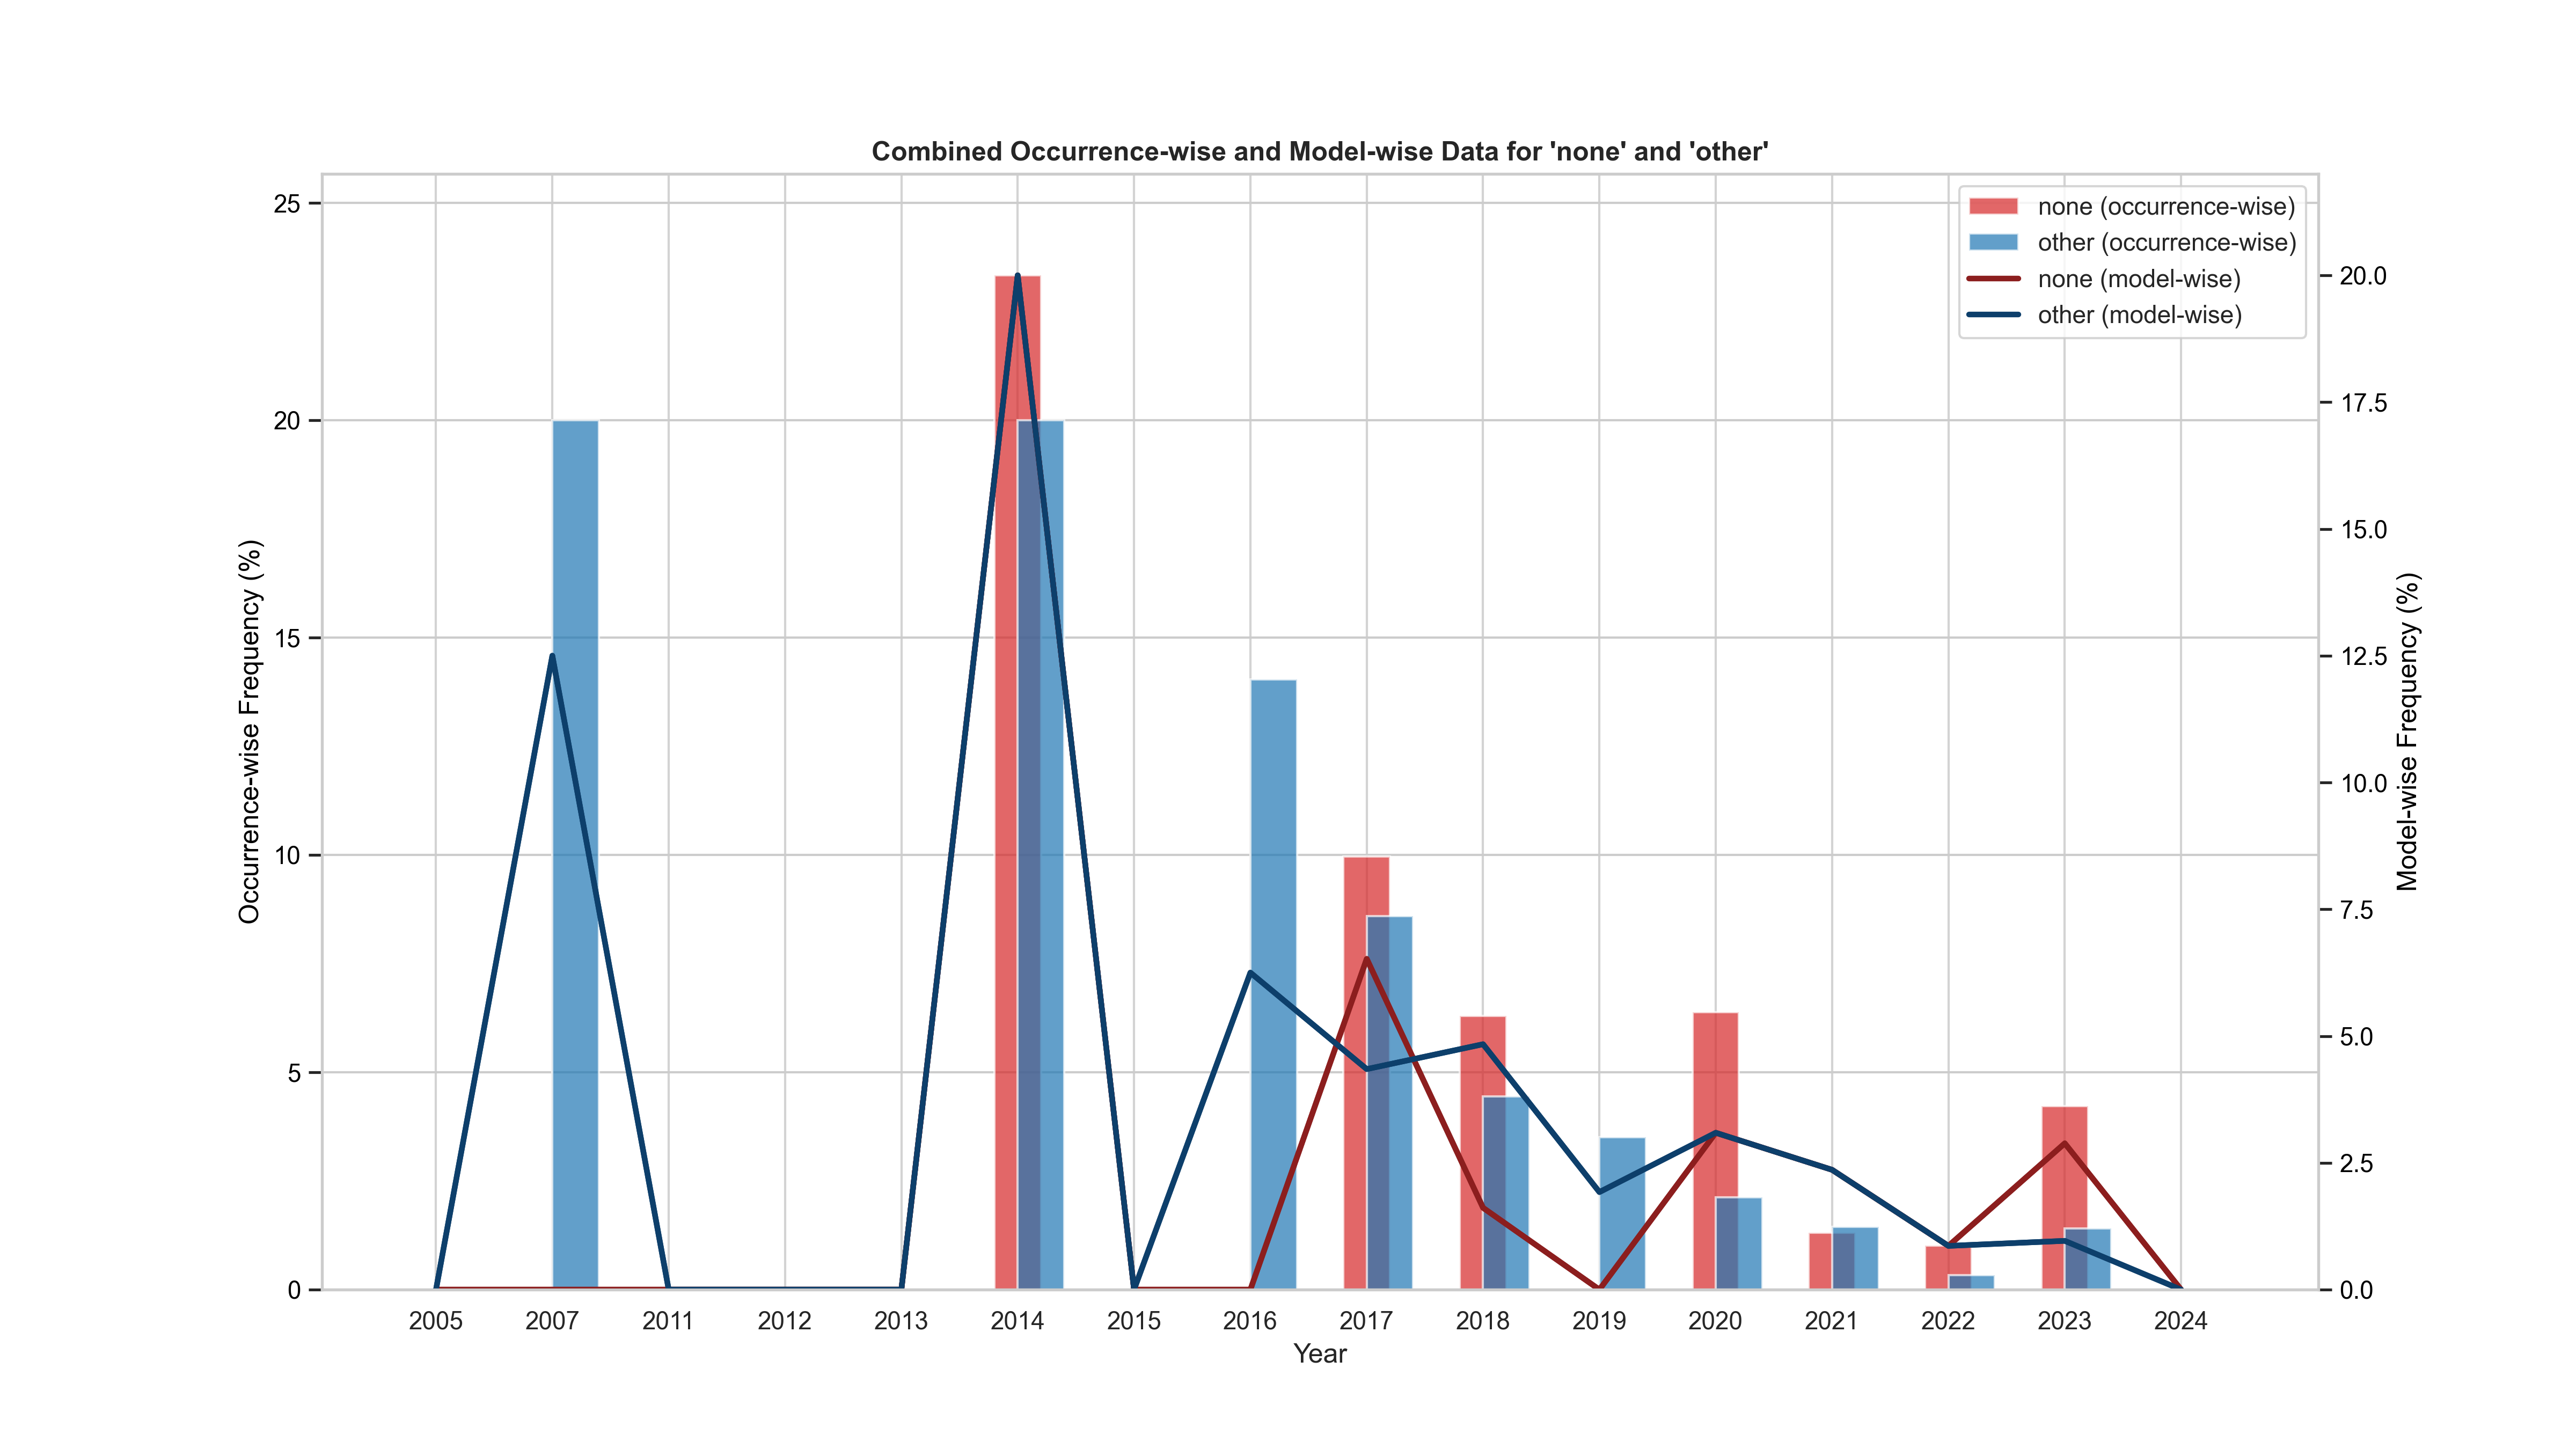 Combined Occurrence-wise and Model-wise Data for 'none' and 'other'
none (occurrence-wise)
other (occurrence-wise)
none (model-wise)
other (model-wise)
Occurrence-wise Frequency (%)
25
20
15
10
5
0
Model-wise Frequency (%)
20.0
17.5
15.0
12.5
10.0
7.5
5.0
2.5
0.0
2005 2007 2011 2012 2013 2014 2015 2016 2017 2018 2019 2020 2021 2022 2023 2024
Year